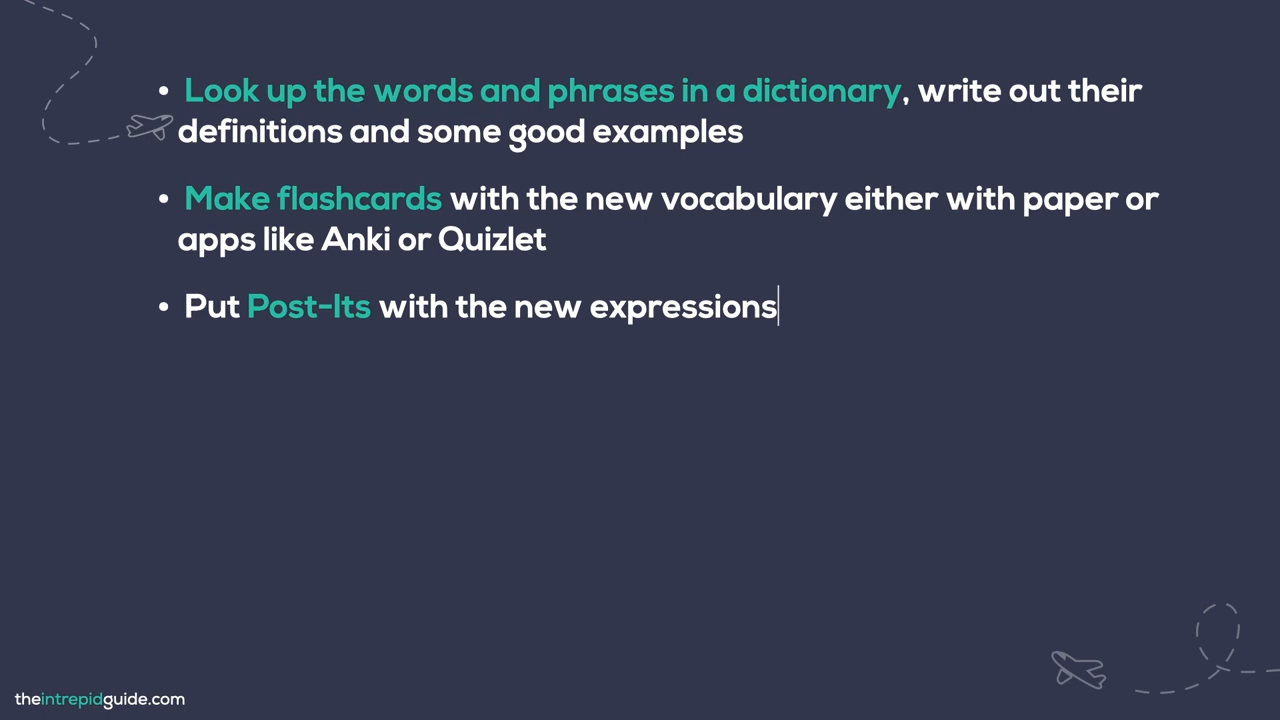 • Look up the words and phrases in a dictionary, write out their
definitions and some good examples
• Make flashcards with the new vocabulary either with paper or
apps like Anki or Quizlet
• Put Post-Its with the new expressions
theintrepidguide.com